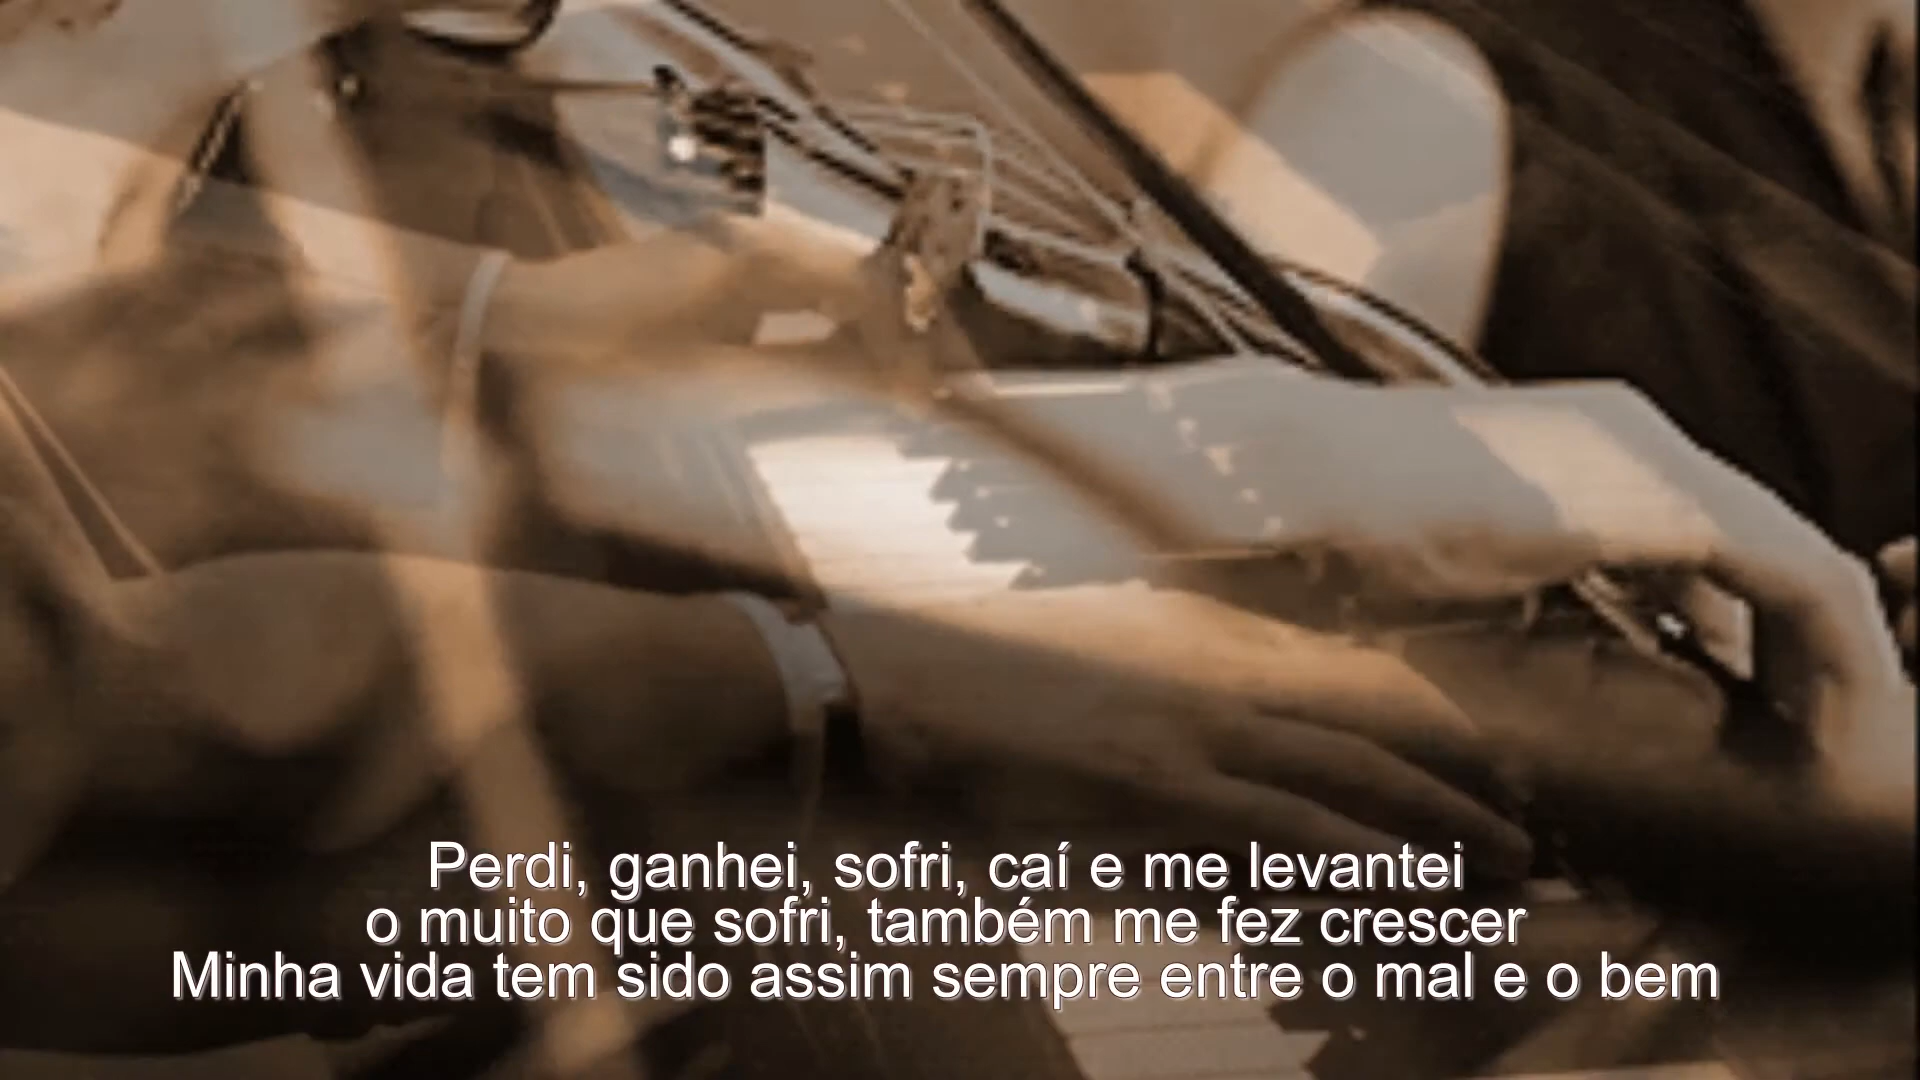 Perdi, ganhei, sofri, caí e me levantei
o muito que sofri, também me fez crescer
Minha vida tem sido assim sempre entre o mal e o bem